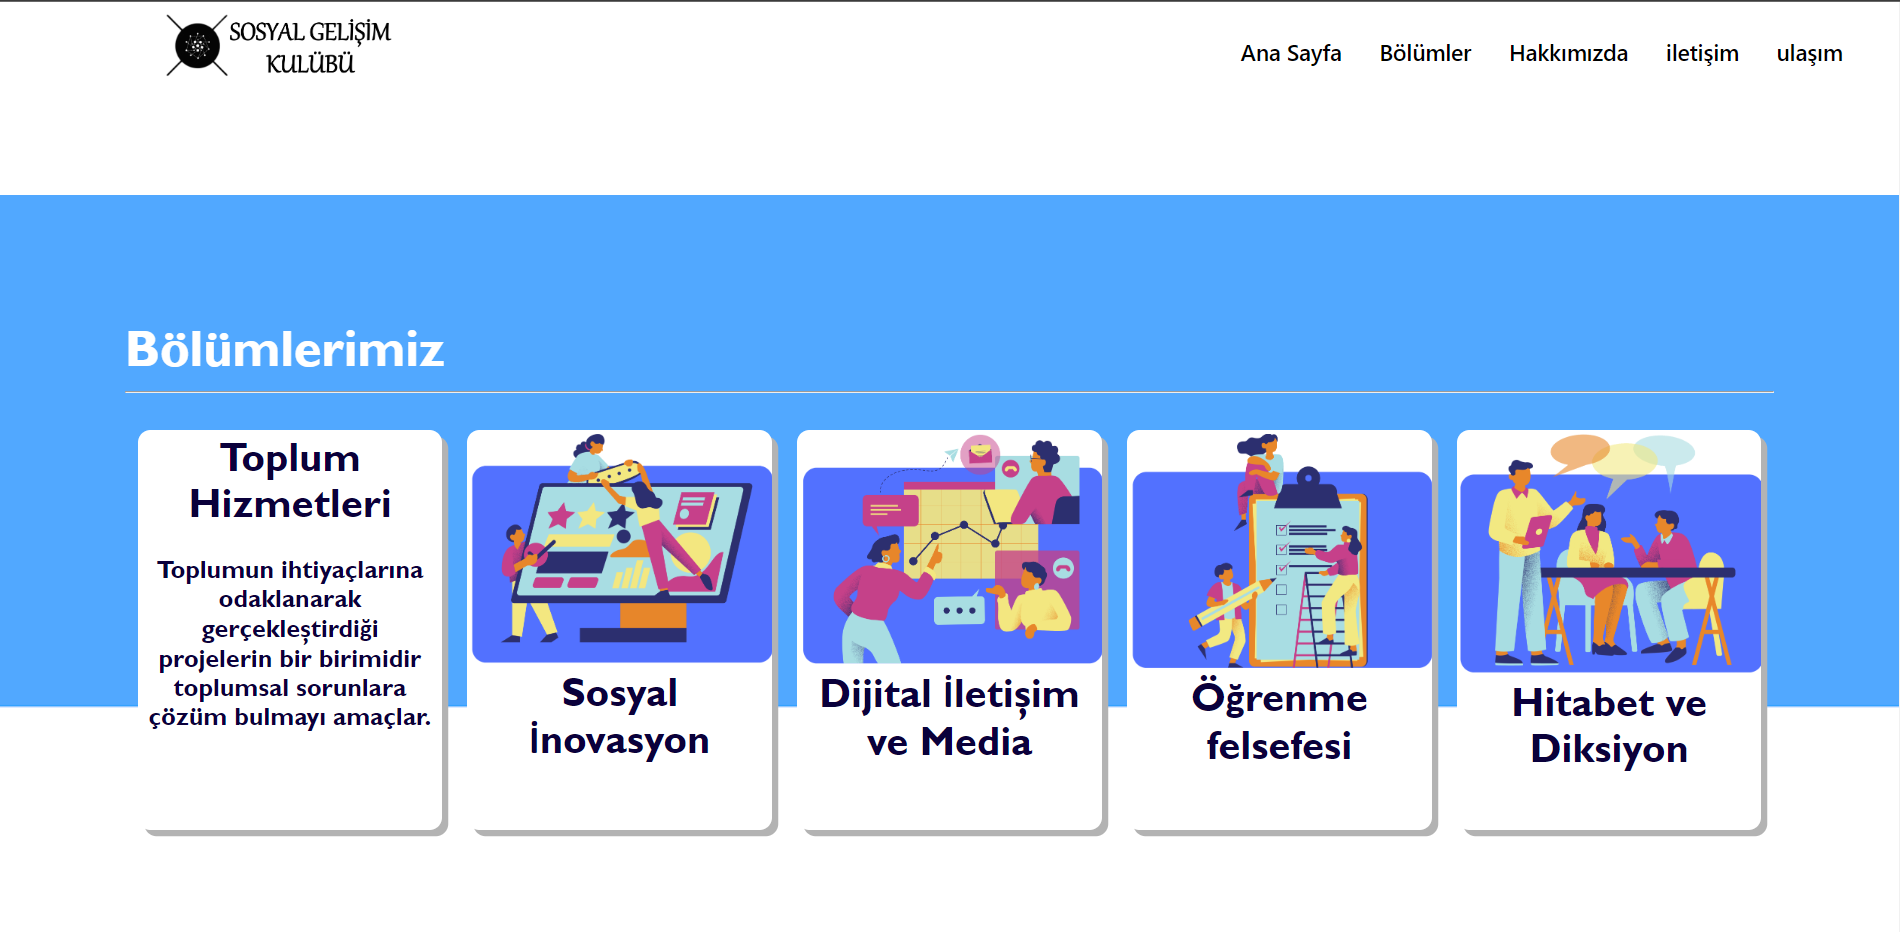 SOSYAL GELİŞİM
KULÜBÜ
Ana Sayfa
Bölümler
Hakkımızda
iletişim
ulaşım
Bölümlerimiz
Toplum
Hizmetleri
Toplumun ihtiyaçlarına
odaklanarak
gerçekleştirdiği
projelerin bir birimidir
toplumsal sorunlara
çözüm bulmayı amaçlar.
Sosyal
İnovasyon
Dijital İletişim
ve Media
Öğrenme
felsefesi
Hitabet ve
Diksiyon